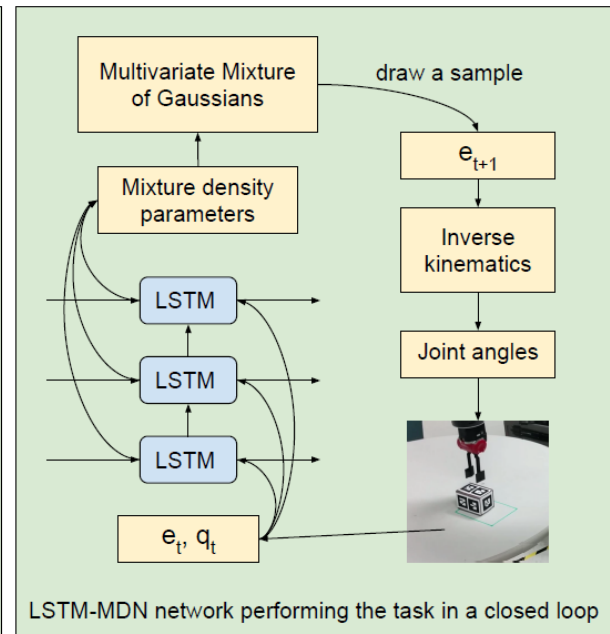 Multivariate Mixture
of Gaussians
draw a sample
e_{t+1}
Mixture density
parameters
Inverse
kinematics
LSTM
Joint angles
LSTM
LSTM
e_t, q_t
LSTM-MDN network performing the task in a closed loop